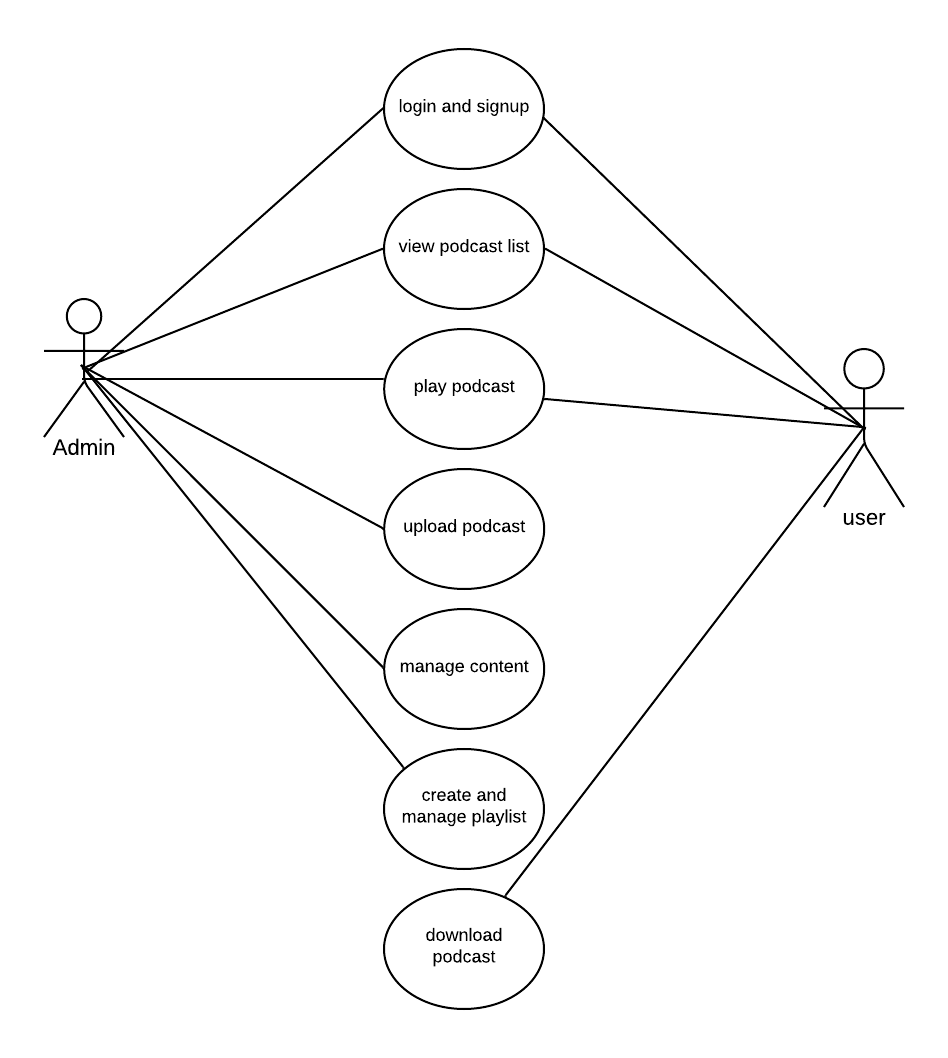 login and signup
view podcast list
play podcast
Admin
upload podcast
user
manage content
create and
manage playlist
download
podcast